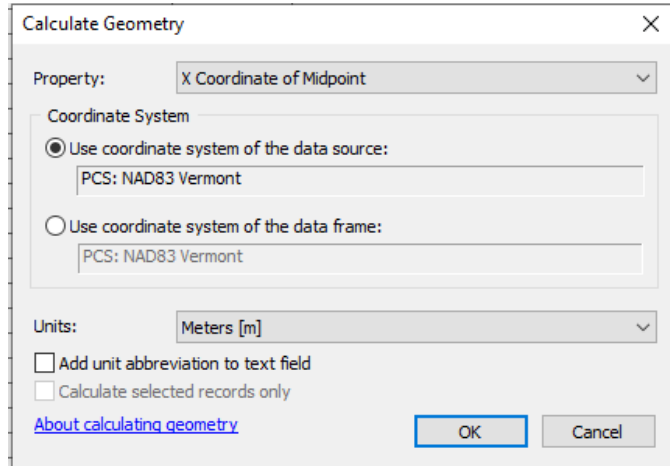 Calculate Geometry
Property: X Coordinate of Midpoint
Coordinate System
Use coordinate system of the data source:
PCS: NAD83 Vermont
Use coordinate system of the data frame:
PCS: NAD83 Vermont
Units: Meters [m]
Add unit abbreviation to text field
Calculate selected records only
About calculating geometry OK Cancel